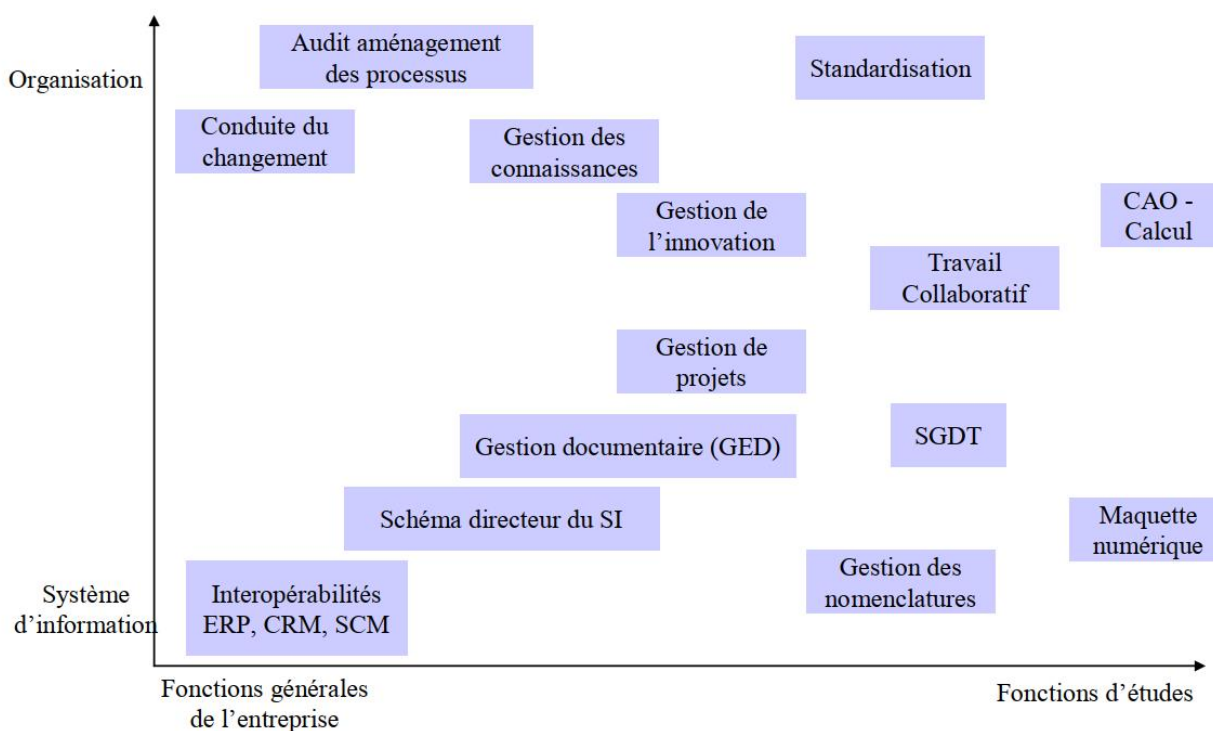 Audit aménagement
des processus
Standardisation
Organisation
Conduite du
changement
Gestion des
connaissances
Gestion de
l’innovation
CAO -
Calcul
Travail
Collaboratif
Gestion de
projets
SGDT
Gestion documentaire (GED)
Schéma directeur du SI
Maquette
numérique
Gestion des
nomenclatures
Système
d’information
Interopérabilités
ERP, CRM, SCM
Fonctions générales
de l’entreprise
Fonctions d’études